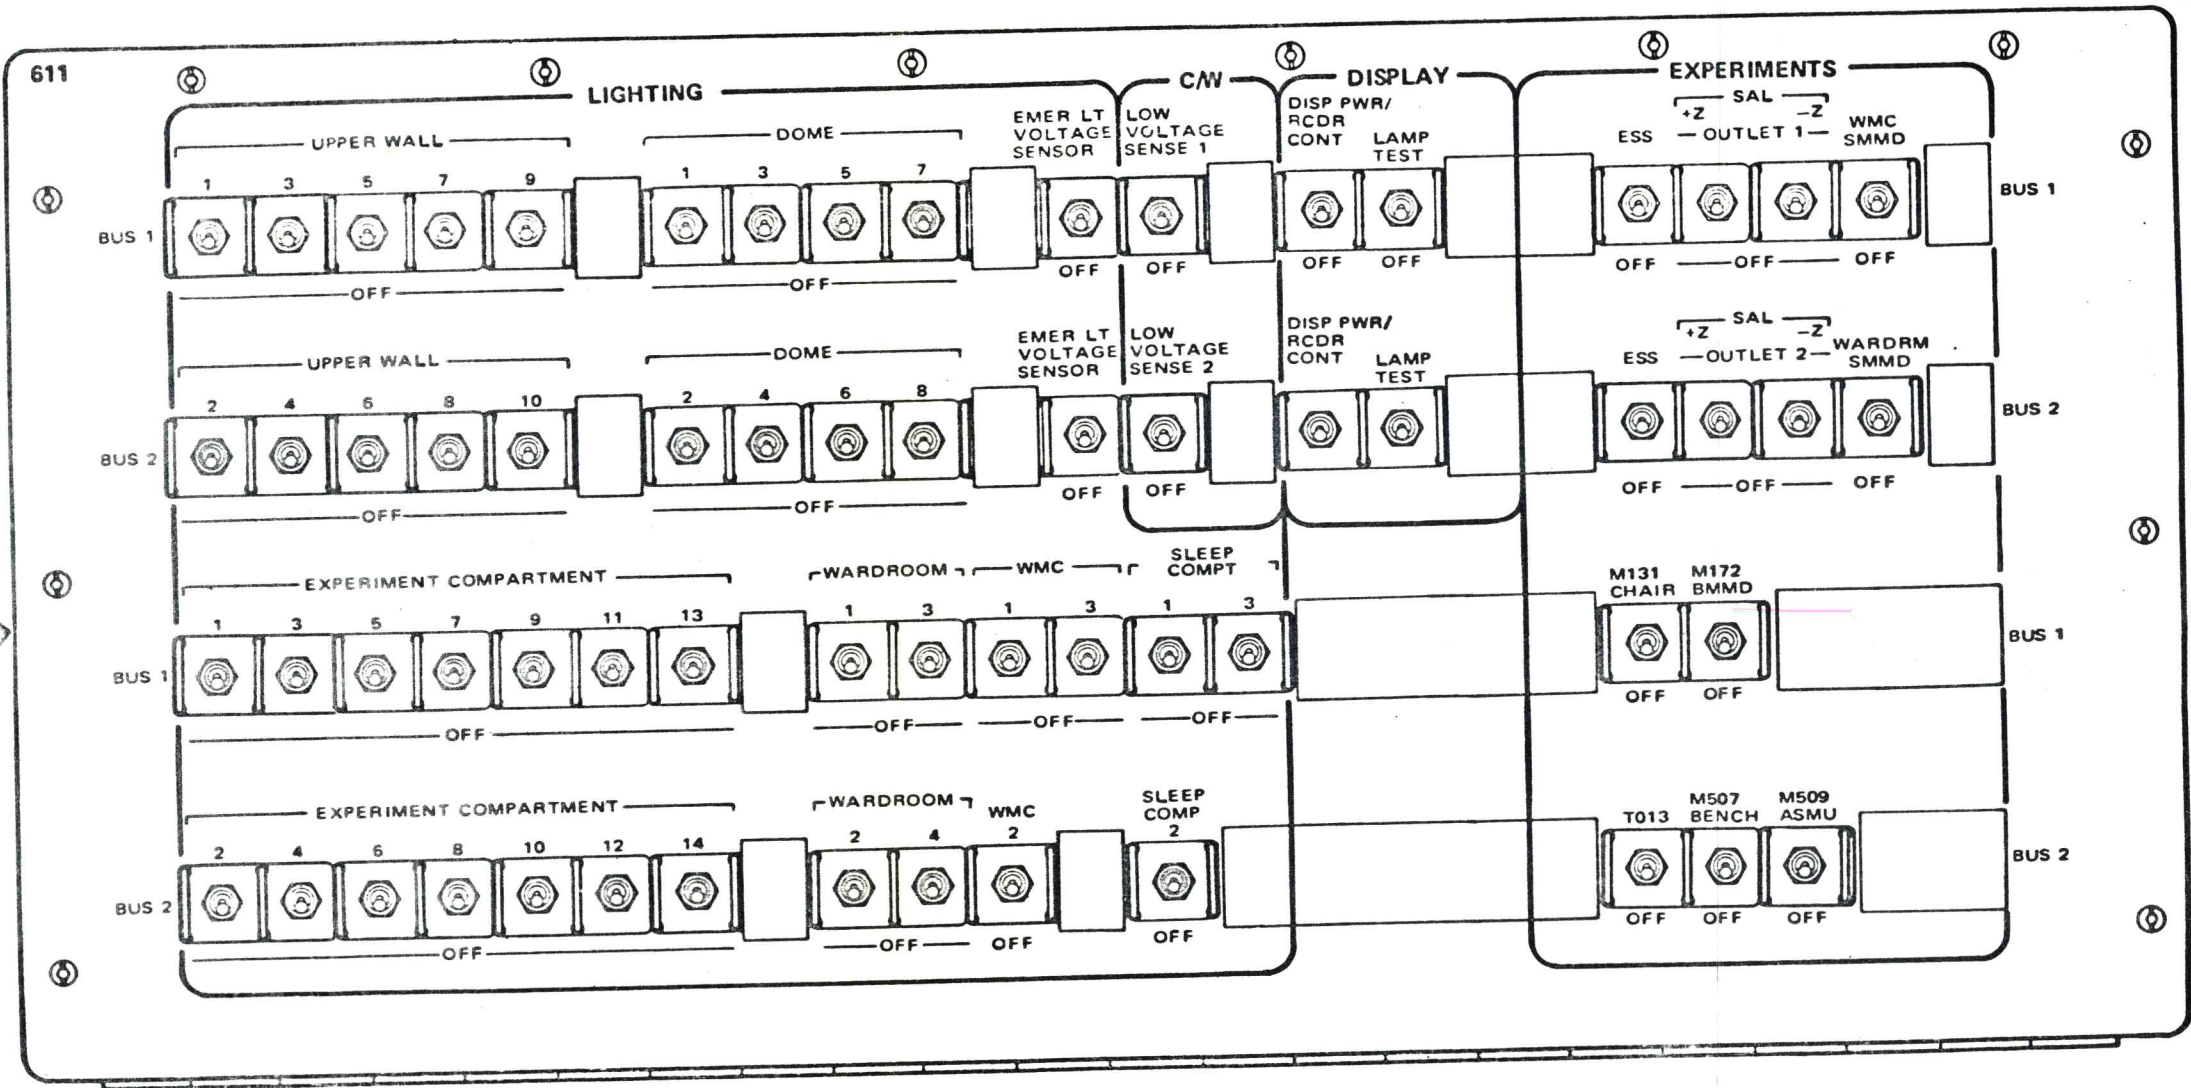 611
LIGHTING
C/W
DISPLAY
EXPERIMENTS
UPPER WALL
DOME
EMER LT
VOLTAGE
SENSOR
LOW
VOLTAGE
SENSE 1
DISP PWR/
RCDR
CONT
LAMP
TEST
ESS
SAL
+Z -Z
OUTLET 1
WMC
SMMD
1 3 5 7 9
1 3 5 7
BUS 1
BUS 1
OFF
OFF
OFF
OFF
OFF
OFF
OFF
OFF
OFF
UPPER WALL
DOME
EMER LT
VOLTAGE
SENSOR
LOW
VOLTAGE
SENSE 2
DISP PWR/
RCDR
CONT
LAMP
TEST
ESS
SAL
+Z -Z
OUTLET 2
WARDRM
SMMD
2 4 6 8 10
2 4 6 8
BUS 2
BUS 2
OFF
OFF
OFF
OFF
OFF
OFF
OFF
EXPERIMENT COMPARTMENT
WARDROOM
WMC
SLEEP
COMPT
M131
CHAIR
M172
BMMD
1 3 5 7 9 11 13
1 3
1 3
1 3
BUS 1
BUS 1
OFF
OFF
OFF
OFF
OFF
OFF
EXPERIMENT COMPARTMENT
WARDROOM
WMC
SLEEP
COMP
T013
M507
BENCH
M509
ASMU
2 4 6 8 10 12 14
2 4
2
2
BUS 2
BUS 2
OFF
OFF
OFF
OFF
OFF
OFF
OFF